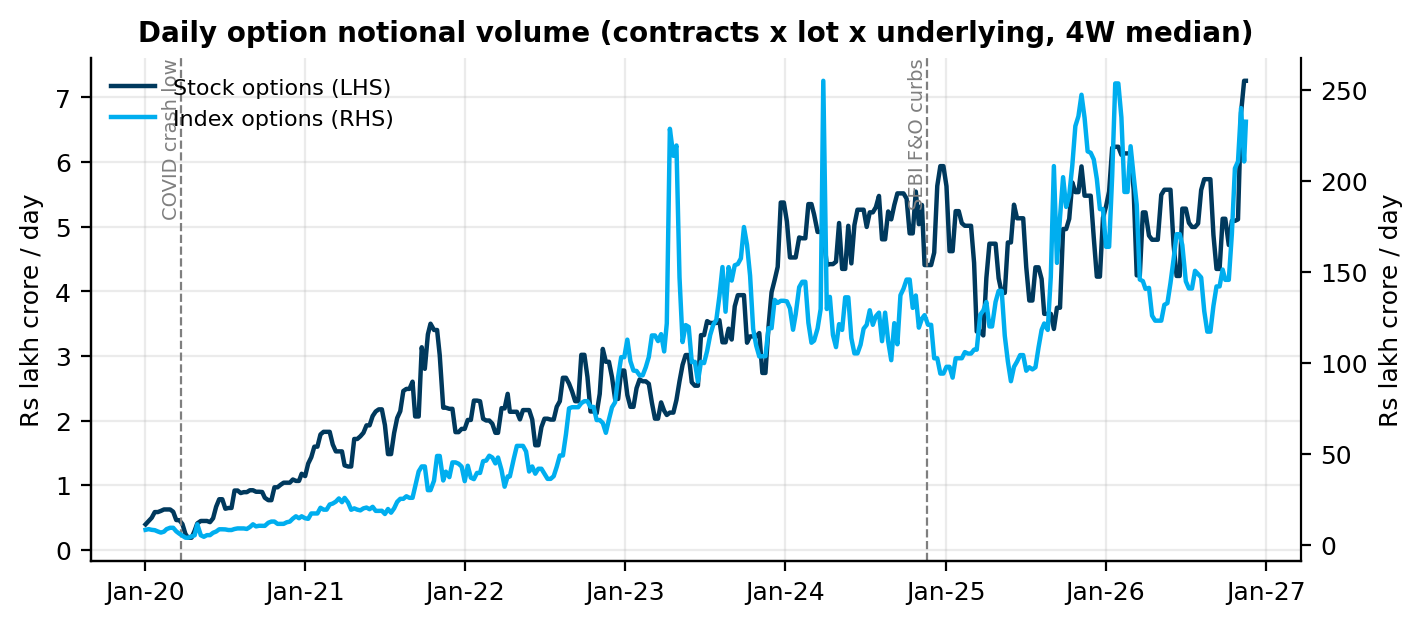 Daily option notional volume (contracts x lot x underlying, 4W median)
Stock options (LHS)
Index options (RHS)
COVID crash low
SEBI F&O curbs
Rs lakh crore / day
7
6
5
4
3
2
1
0
250
200
150
100
50
0
Rs lakh crore / day
Jan-20
Jan-21
Jan-22
Jan-23
Jan-24
Jan-25
Jan-26
Jan-27